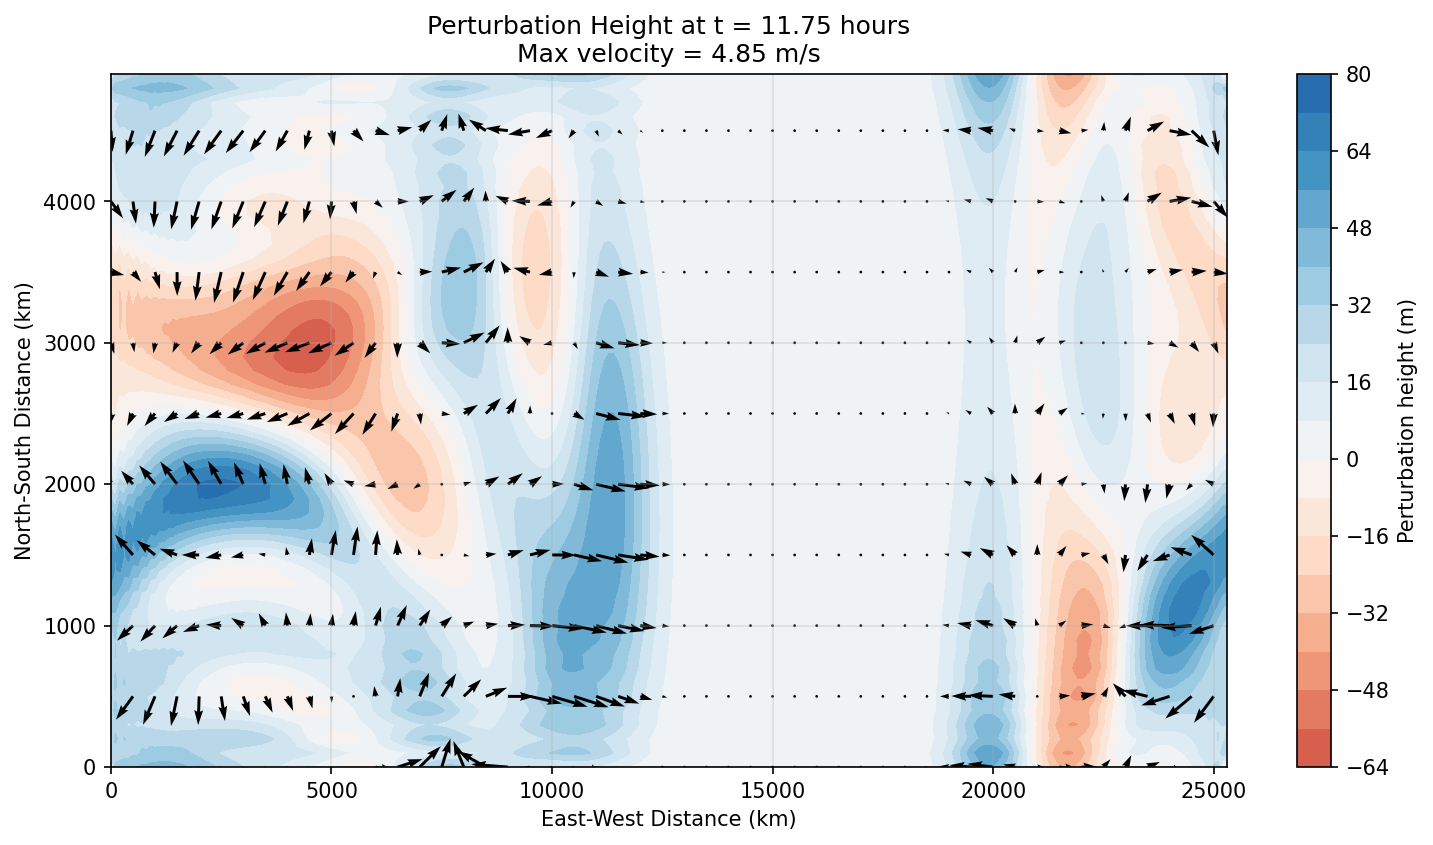 Perturbation Height at t = 11.75 hours
Max velocity = 4.85 m/s
North-South Distance (km)
4000
3000
2000
1000
0
0 5000 10000 15000 20000 25000
East-West Distance (km)
80
64
48
32
16
0
−16
−32
−48
−64
Perturbation height (m)